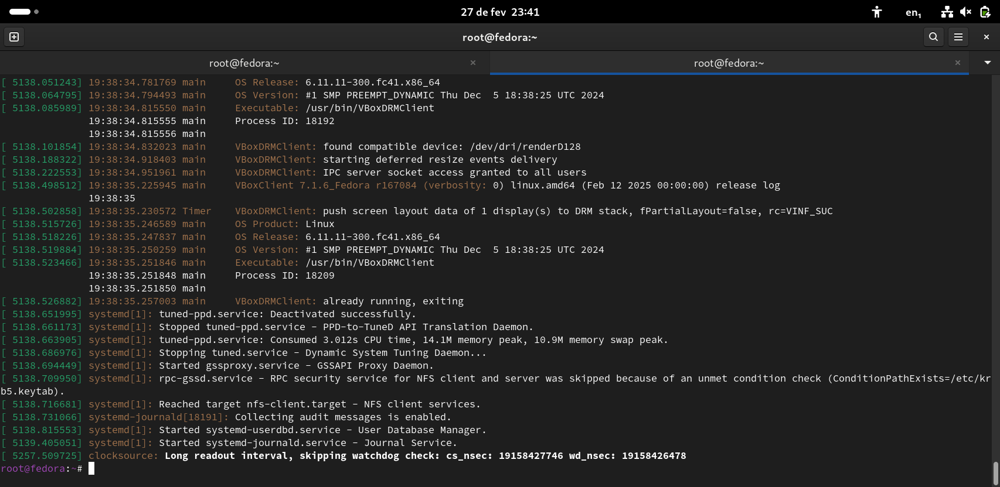 27 de fev 23:41
en₁
root@fedora:~
root@fedora:~
root@fedora:~
[ 5138.051243] 19:38:34.781769 main     OS Release: 6.11.11-300.fc41.x86_64
[ 5138.064795] 19:38:34.794493 main     OS Version: #1 SMP PREEMPT_DYNAMIC Thu Dec  5 18:38:25 UTC 2024
[ 5138.085989] 19:38:34.815550 main     Executable: /usr/bin/VBoxDRMClient
19:38:34.815555 main     Process ID: 18192
19:38:34.815556 main
[ 5138.101854] 19:38:34.832023 main     VBoxDRMClient: found compatible device: /dev/dri/renderD128
[ 5138.188322] 19:38:34.918403 main     VBoxDRMClient: starting deferred resize events delivery
[ 5138.222553] 19:38:34.951961 main     VBoxDRMClient: IPC server socket access granted to all users
[ 5138.498512] 19:38:35.225945 main     VBoxClient 7.1.6_Fedora r167084 (verbosity: 0) linux.amd64 (Feb 12 2025 00:00:00) release log
19:38:35
[ 5138.502858] 19:38:35.230572 Timer    VBoxDRMClient: push screen layout data of 1 display(s) to DRM stack, fPartialLayout=false, rc=VINF_SUC
[ 5138.515726] 19:38:35.246589 main     OS Product: Linux
[ 5138.518226] 19:38:35.247837 main     OS Release: 6.11.11-300.fc41.x86_64
[ 5138.519884] 19:38:35.250259 main     OS Version: #1 SMP PREEMPT_DYNAMIC Thu Dec  5 18:38:25 UTC 2024
[ 5138.523466] 19:38:35.251846 main     Executable: /usr/bin/VBoxDRMClient
19:38:35.251848 main     Process ID: 18209
19:38:35.251850 main
[ 5138.526882] 19:38:35.257003 main     VBoxDRMClient: already running, exiting
[ 5138.651995] systemd[1]: tuned-ppd.service: Deactivated successfully.
[ 5138.661173] systemd[1]: Stopped tuned-ppd.service - PPD-to-TuneD API Translation Daemon.
[ 5138.663905] systemd[1]: tuned-ppd.service: Consumed 3.012s CPU time, 14.1M memory peak, 10.9M memory swap peak.
[ 5138.686976] systemd[1]: Stopping tuned.service - Dynamic System Tuning Daemon...
[ 5138.694449] systemd[1]: Started gssproxy.service - GSSAPI Proxy Daemon.
[ 5138.709950] systemd[1]: rpc-gssd.service - RPC security service for NFS client and server was skipped because of an unmet condition check (ConditionPathExists=/etc/kr
b5.keytab).
[ 5138.716681] systemd[1]: Reached target nfs-client.target - NFS client services.
[ 5138.731066] systemd-journald[18191]: Collecting audit messages is enabled.
[ 5138.815553] systemd[1]: Started systemd-userdbd.service - User Database Manager.
[ 5139.405051] systemd[1]: Started systemd-journald.service - Journal Service.
[ 5257.509725] clocksource: Long readout interval, skipping watchdog check: cs_nsec: 19158427746 wd_nsec: 19158426478
root@fedora:~#